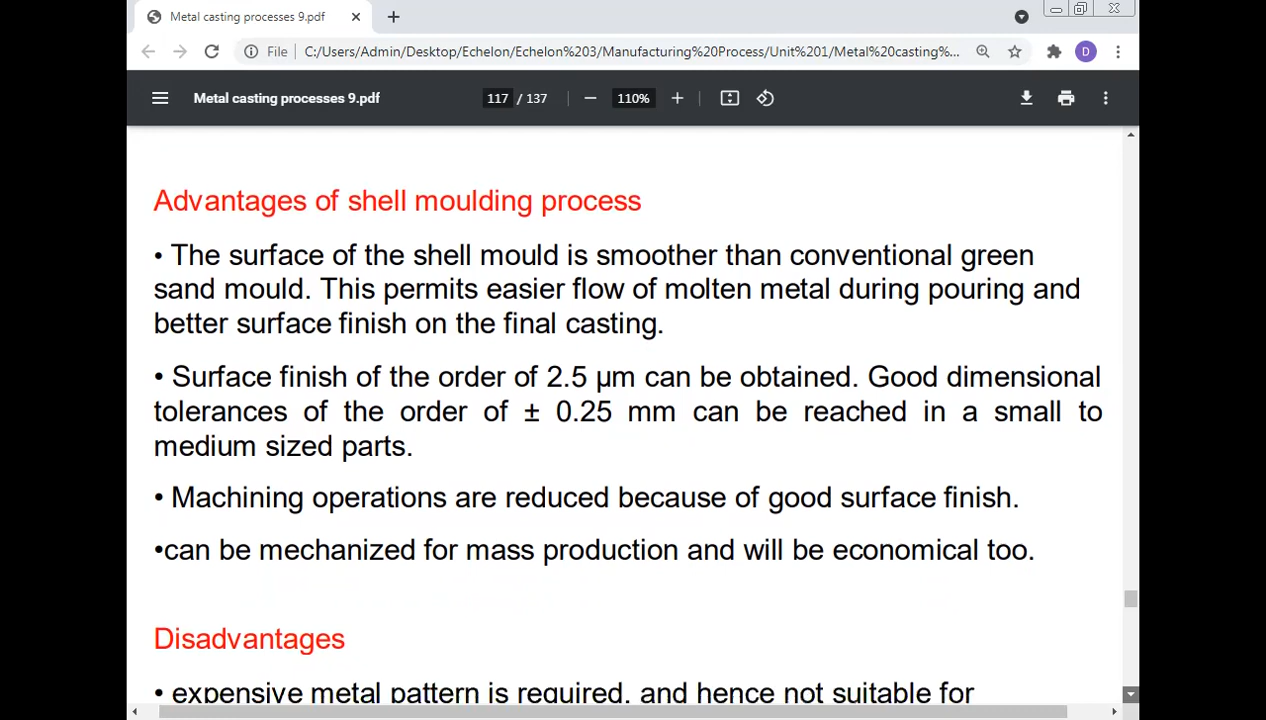 Metal casting processes 9.pdf
File C:/Users/Admin/Desktop/Echelon/Echelon%203/Manufacturing%20Process/Unit%201/Metal%20casting%...
D
Metal casting processes 9.pdf 117 / 137 110%
Advantages of shell moulding process
• The surface of the shell mould is smoother than conventional green
sand mould. This permits easier flow of molten metal during pouring and
better surface finish on the final casting.
• Surface finish of the order of 2.5 μm can be obtained. Good dimensional
tolerances of the order of ± 0.25 mm can be reached in a small to
medium sized parts.
• Machining operations are reduced because of good surface finish.
•can be mechanized for mass production and will be economical too.
Disadvantages
• expensive metal pattern is required, and hence not suitable for